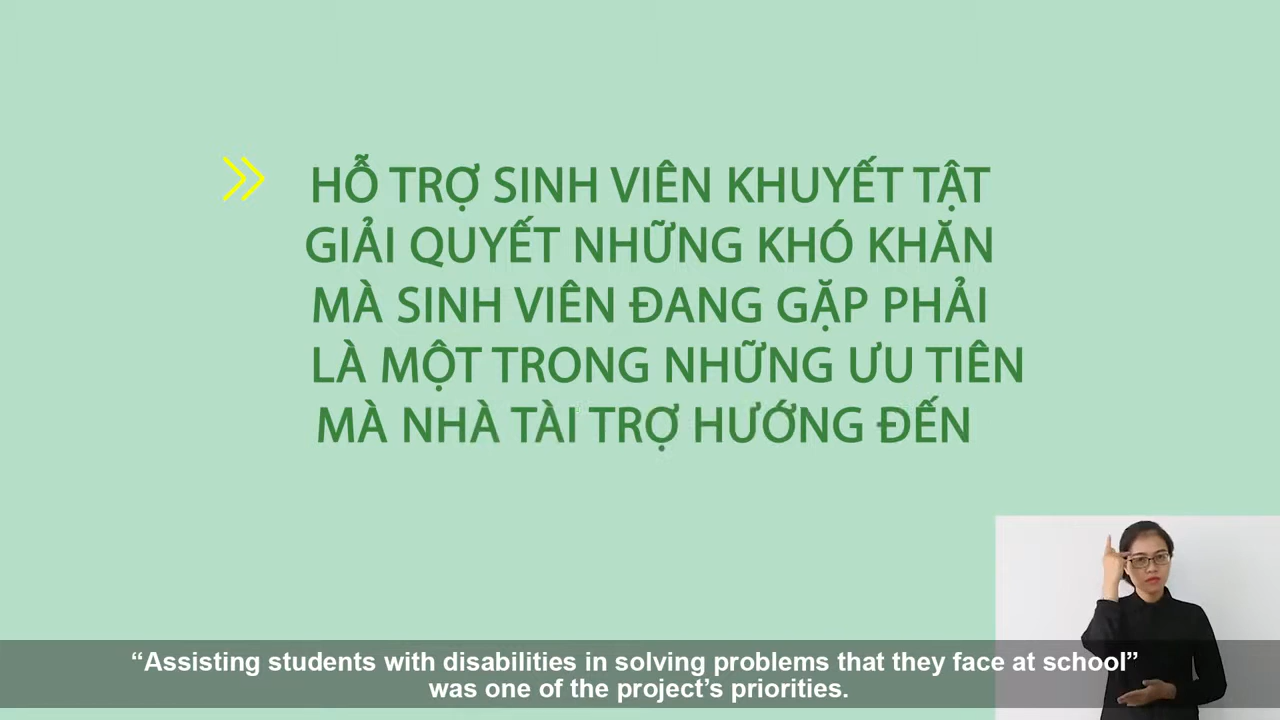 HỖ TRỢ SINH VIÊN KHUYẾT TẬT
GIẢI QUYẾT NHỮNG KHÓ KHĂN
MÀ SINH VIÊN ĐANG GẶP PHẢI
LÀ MỘT TRONG NHỮNG ƯU TIÊN
MÀ NHÀ TÀI TRỢ HƯỚNG ĐẾN
“Assisting students with disabilities in solving problems that they face at school”
was one of the project’s priorities.